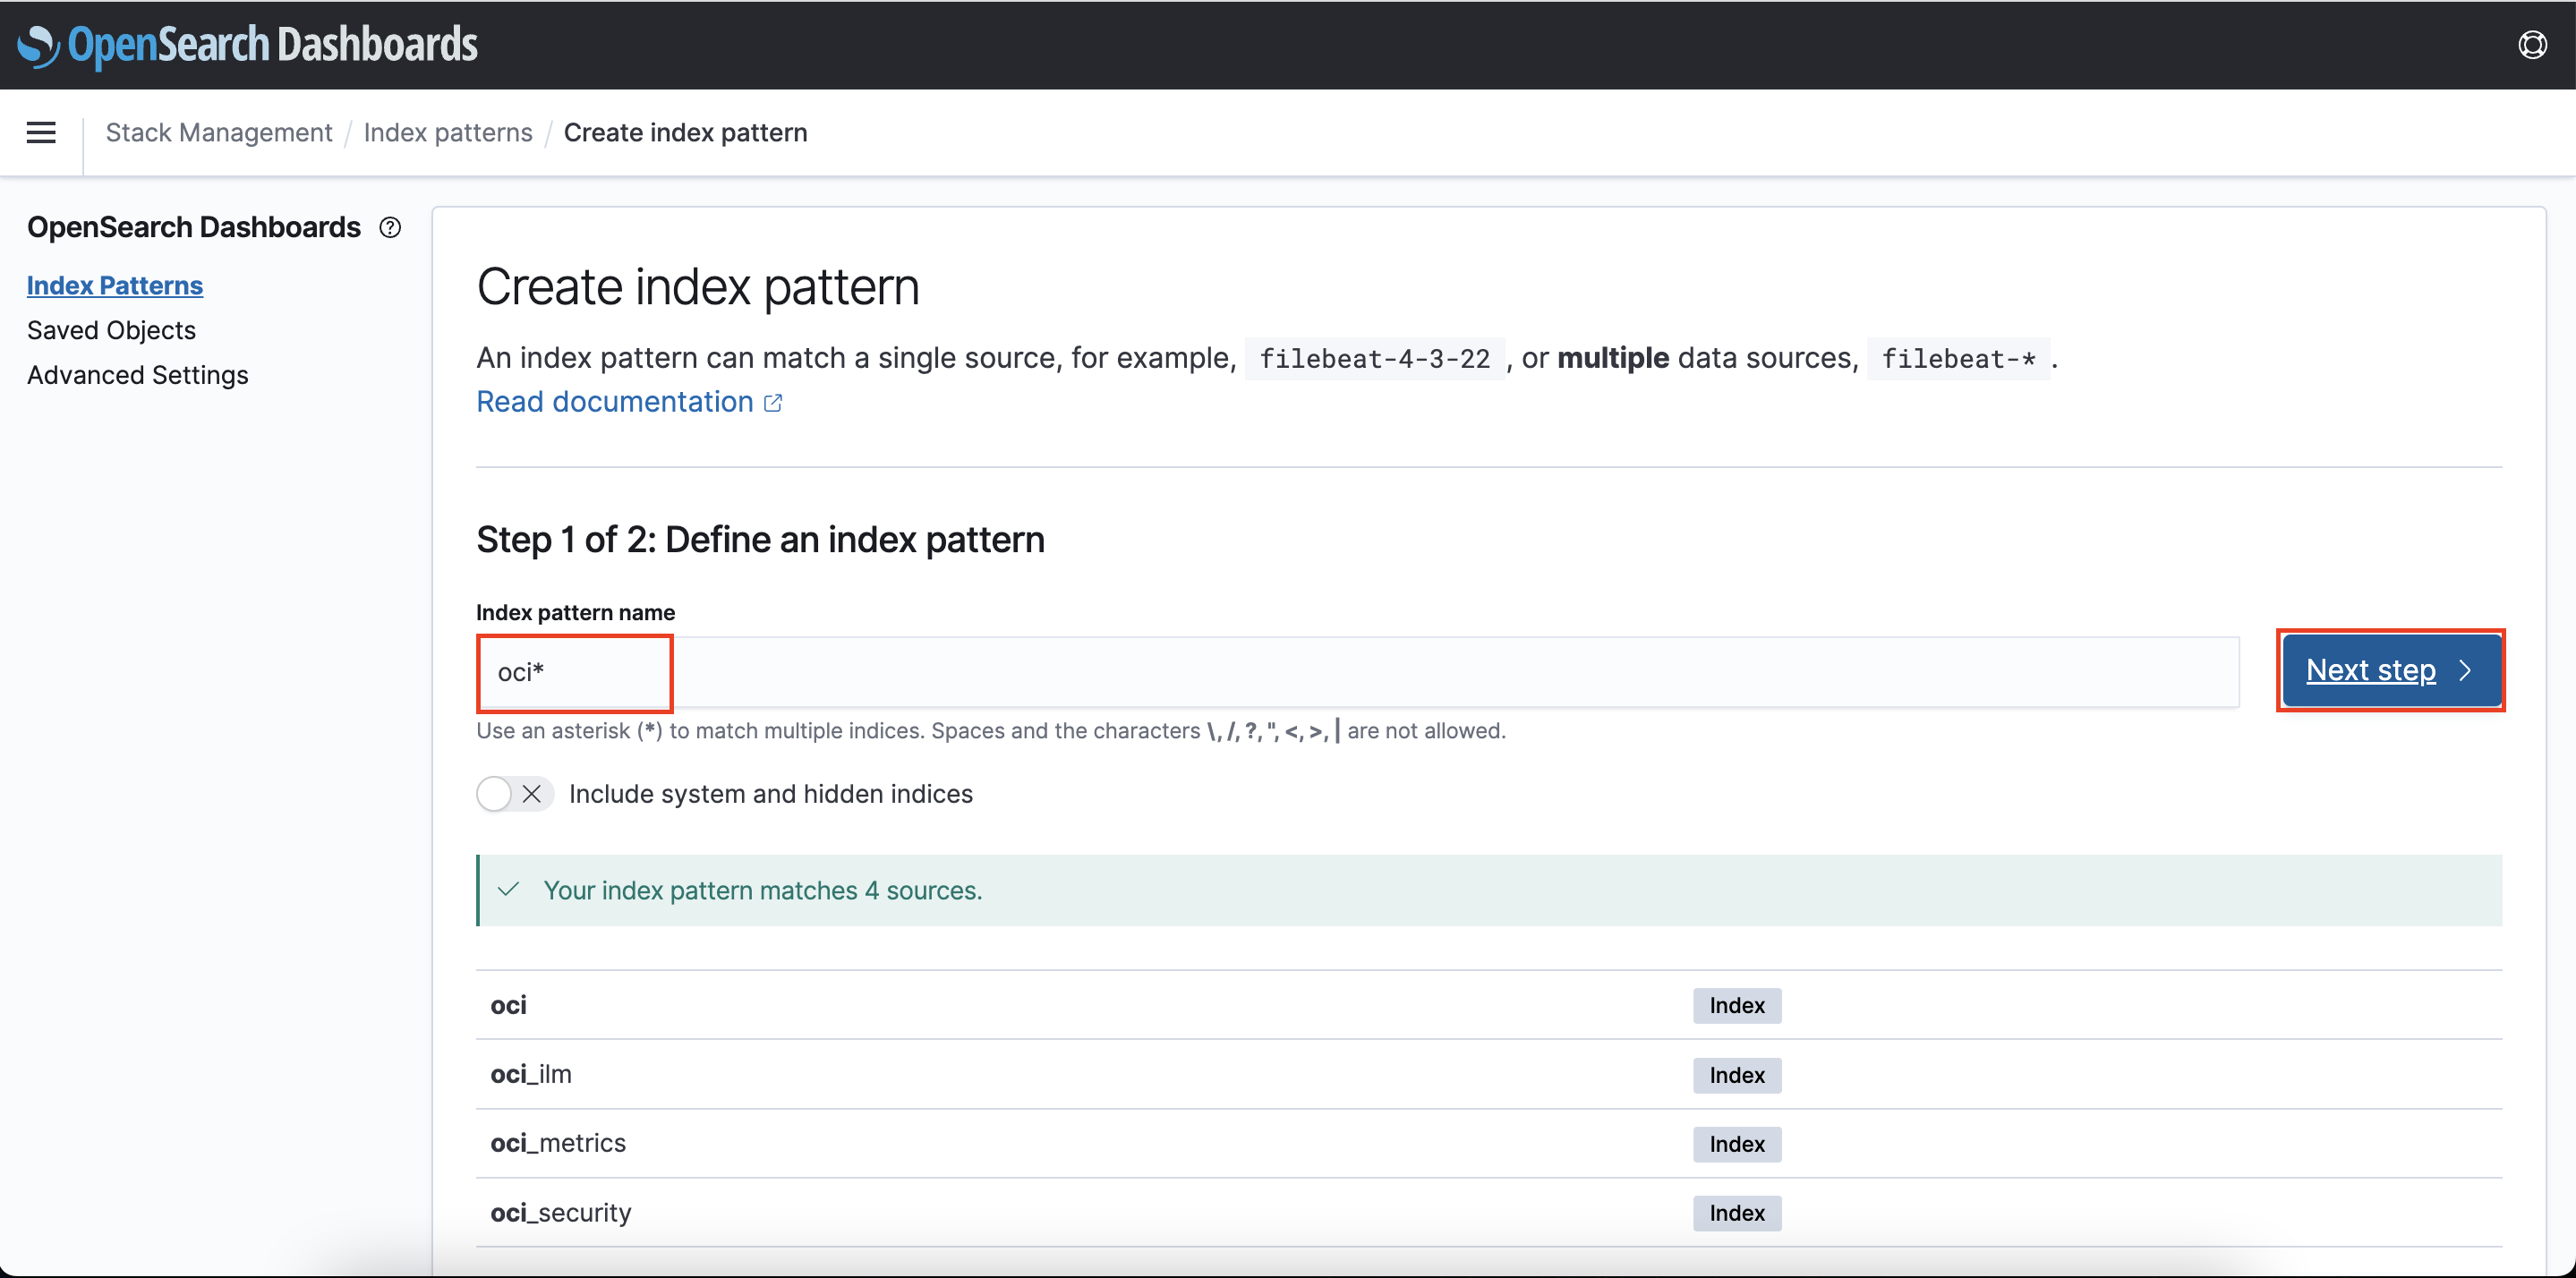 OpenSearch Dashboards
Stack Management / Index patterns / Create index pattern
OpenSearch Dashboards
Index Patterns
Saved Objects
Advanced Settings
Create index pattern
An index pattern can match a single source, for example, filebeat-4-3-22 , or multiple data sources, filebeat-* .
Read documentation
Step 1 of 2: Define an index pattern
Index pattern name
oci*
Next step
Use an asterisk (*) to match multiple indices. Spaces and the characters \, /, ?, ", <, >, | are not allowed.
Include system and hidden indices
Your index pattern matches 4 sources.
oci Index
oci_ilm Index
oci_metrics Index
oci_security Index